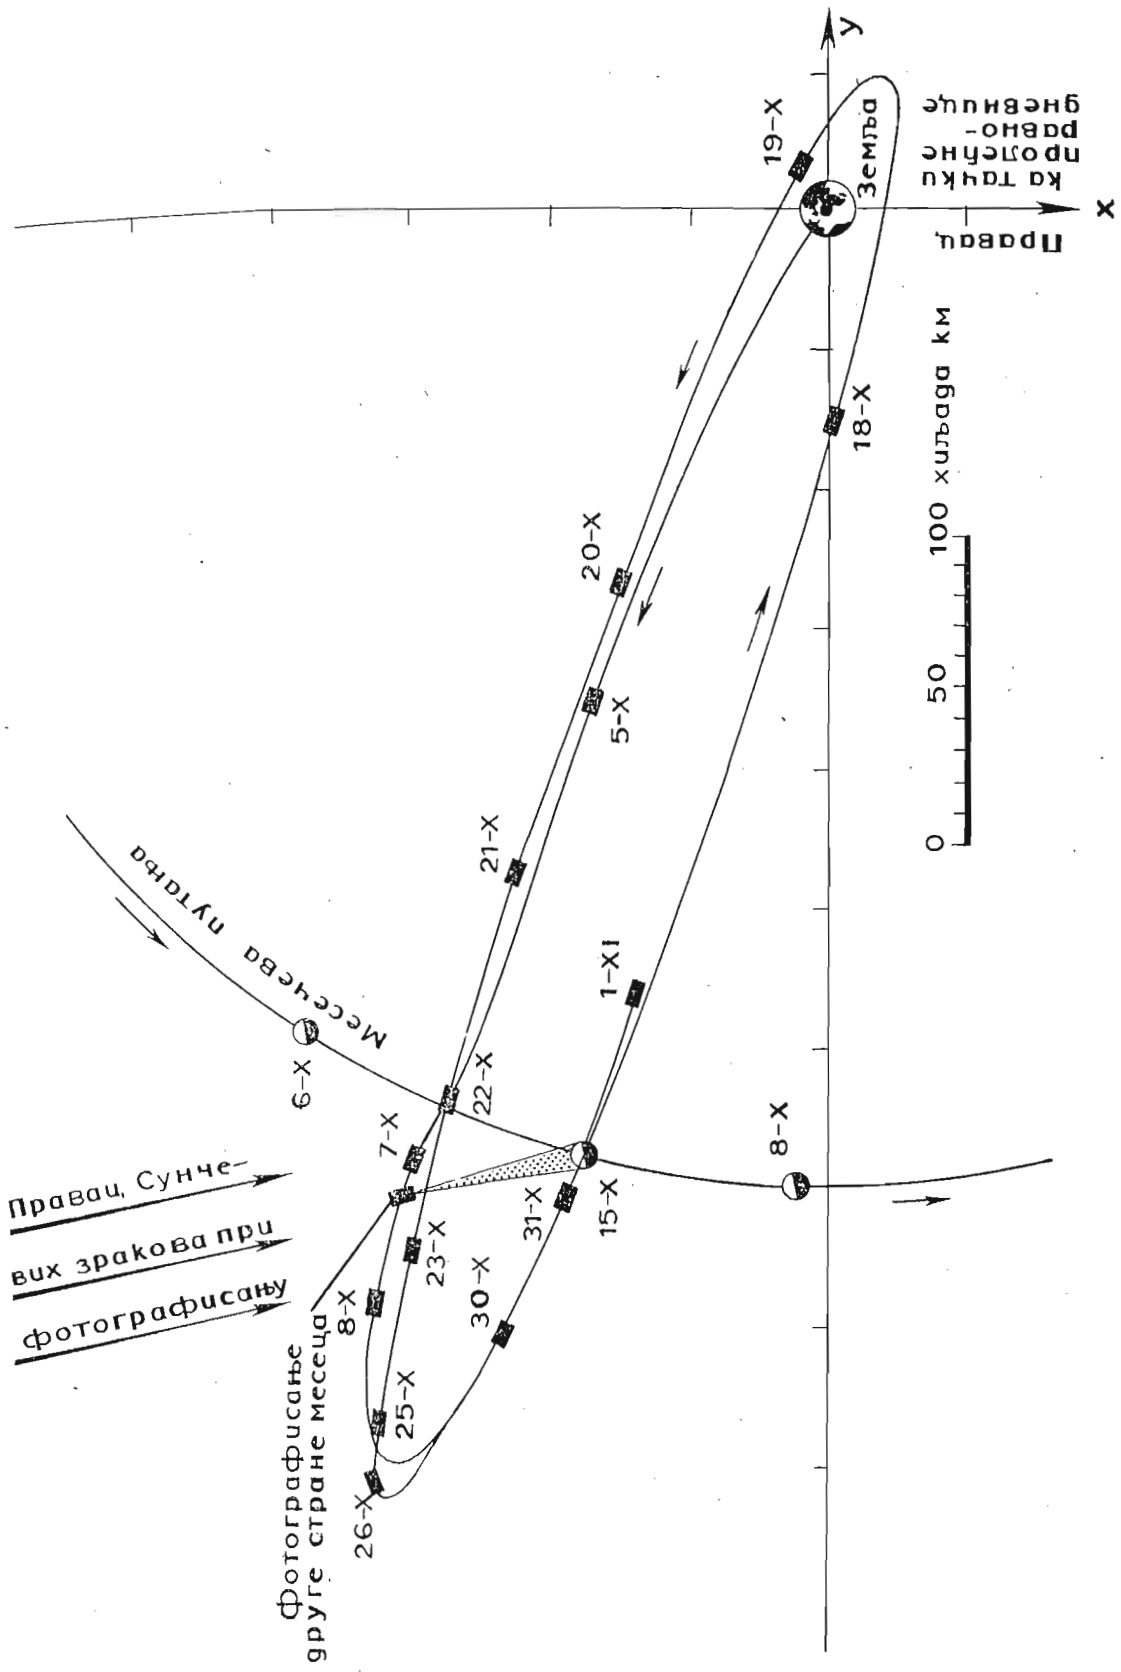 y
x
Земља
Правац
ка тачки
пролећне
равно-
дневнице
19-X
18-X
20-X
5-X
21-X
1-XI
22-X
7-X
23-X
8-X
25-X
26-X
30-X
31-X
15-X
6-X
8-X
Месечева путања
Правац Сунче-
вих зракова при
фотографисању
Фотографисање
друге стране месеца
0 50 100 хиљада км